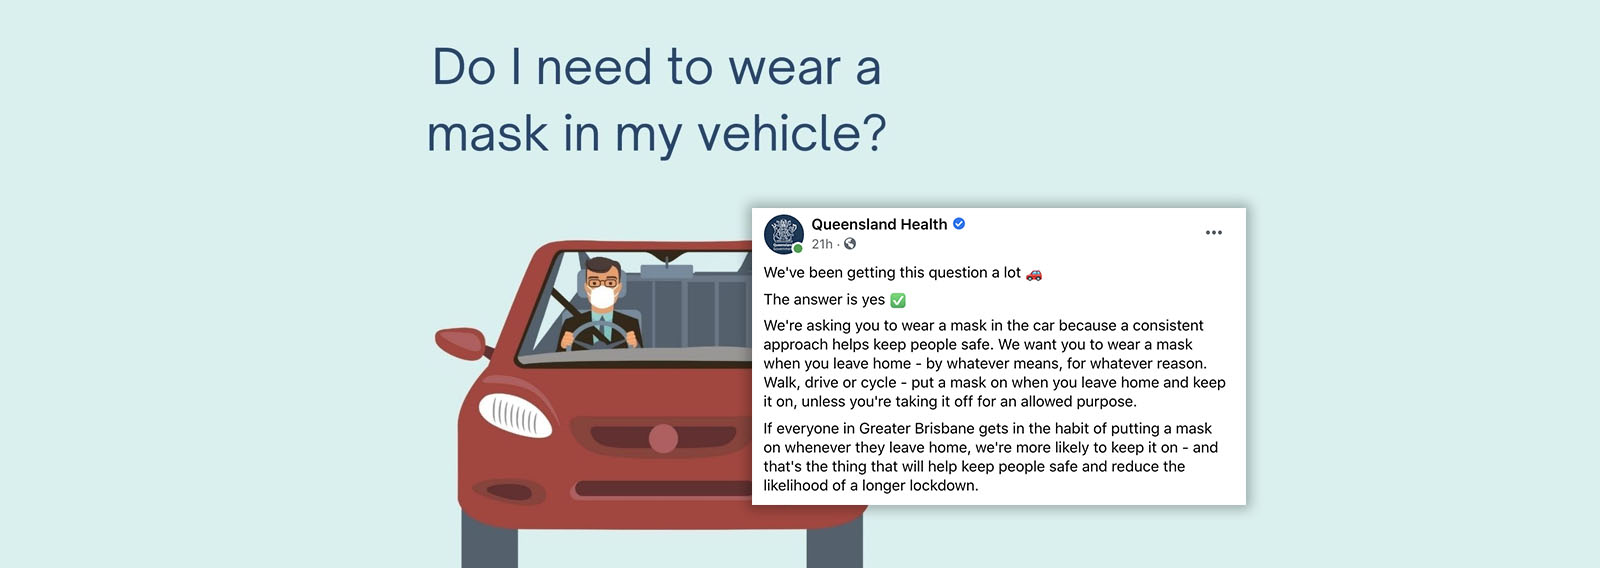 Do I need to wear a
mask in my vehicle?
Queensland Health
21h ·
We've been getting this question a lot 🚗
The answer is yes ✅
We're asking you to wear a mask in the car because a consistent
approach helps keep people safe. We want you to wear a mask
when you leave home - by whatever means, for whatever reason.
Walk, drive or cycle - put a mask on when you leave home and keep
it on, unless you're taking it off for an allowed purpose.
If everyone in Greater Brisbane gets in the habit of putting a mask
on whenever they leave home, we're more likely to keep it on - and
that's the thing that will help keep people safe and reduce the
likelihood of a longer lockdown.